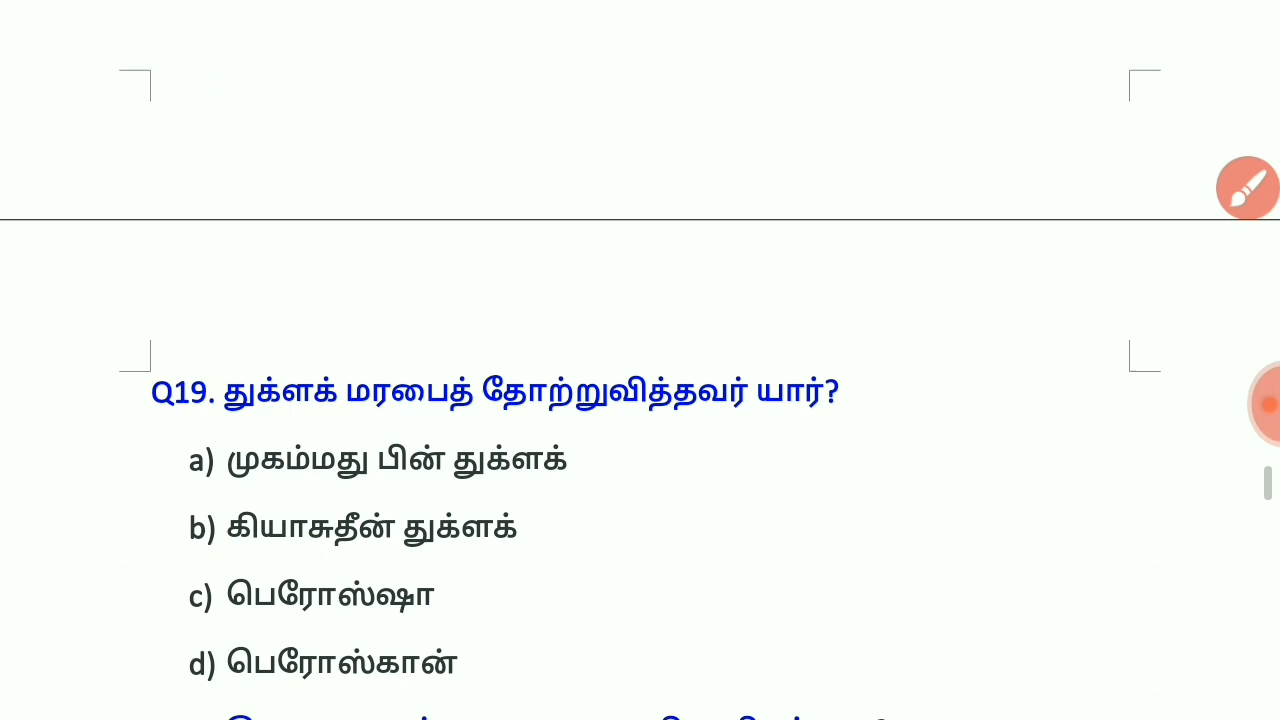 Q19. துக்ளக் மரபைத் தோற்றுவித்தவர் யார்?
a) முகம்மது பின் துக்ளக்
b) கியாசுதீன் துக்ளக்
c) பெரோஸ்ஷா
d) பெரோஸ்கான்